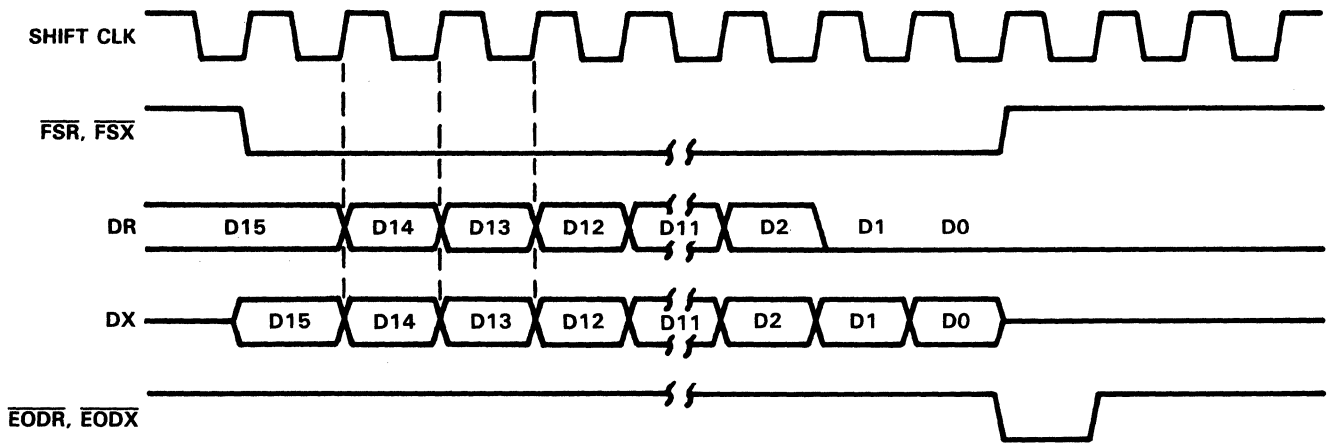 SHIFT CLK
FSR, FSX
DR D15 D14 D13 D12 D11 D2 D1 D0
DX D15 D14 D13 D12 D11 D2 D1 D0
EODR, EODX